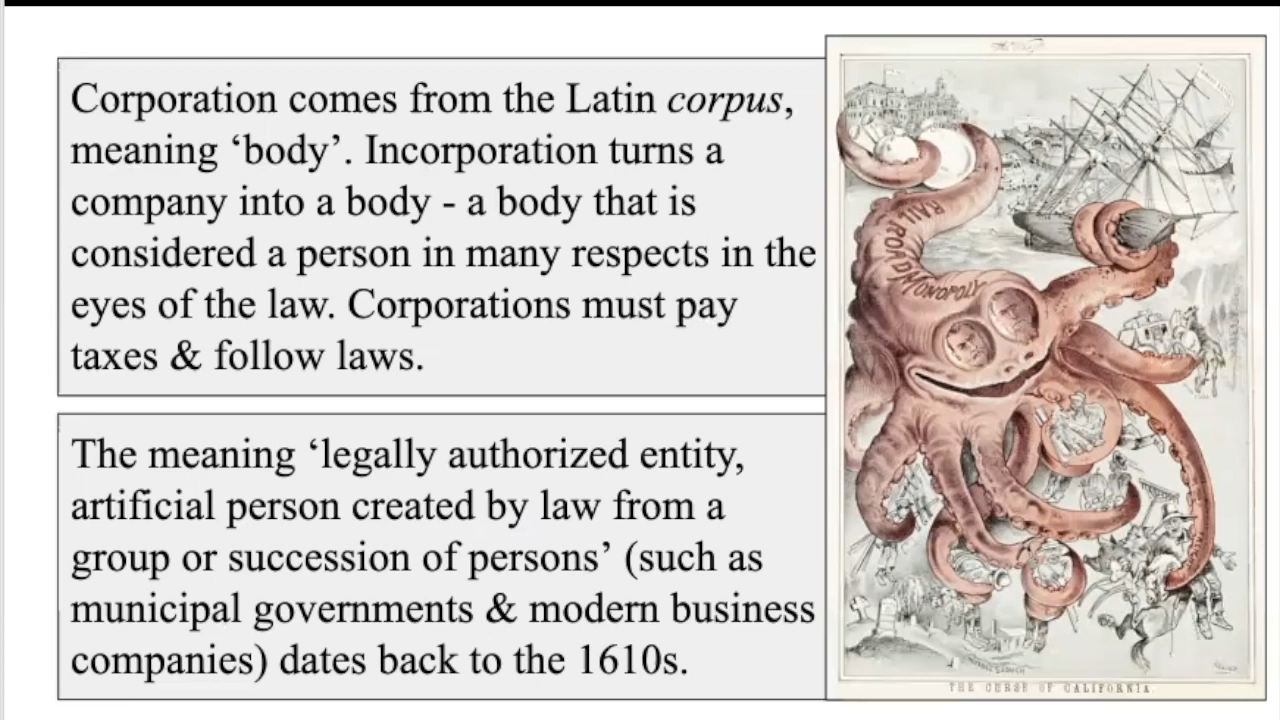 Corporation comes from the Latin corpus,
meaning ‘body’. Incorporation turns a
company into a body - a body that is
considered a person in many respects in the
eyes of the law. Corporations must pay
taxes & follow laws.
The meaning ‘legally authorized entity,
artificial person created by law from a
group or succession of persons’ (such as
municipal governments & modern business
companies) dates back to the 1610s.
RAIL ROAD MONOPOLY
THE CURSE OF CALIFORNIA.